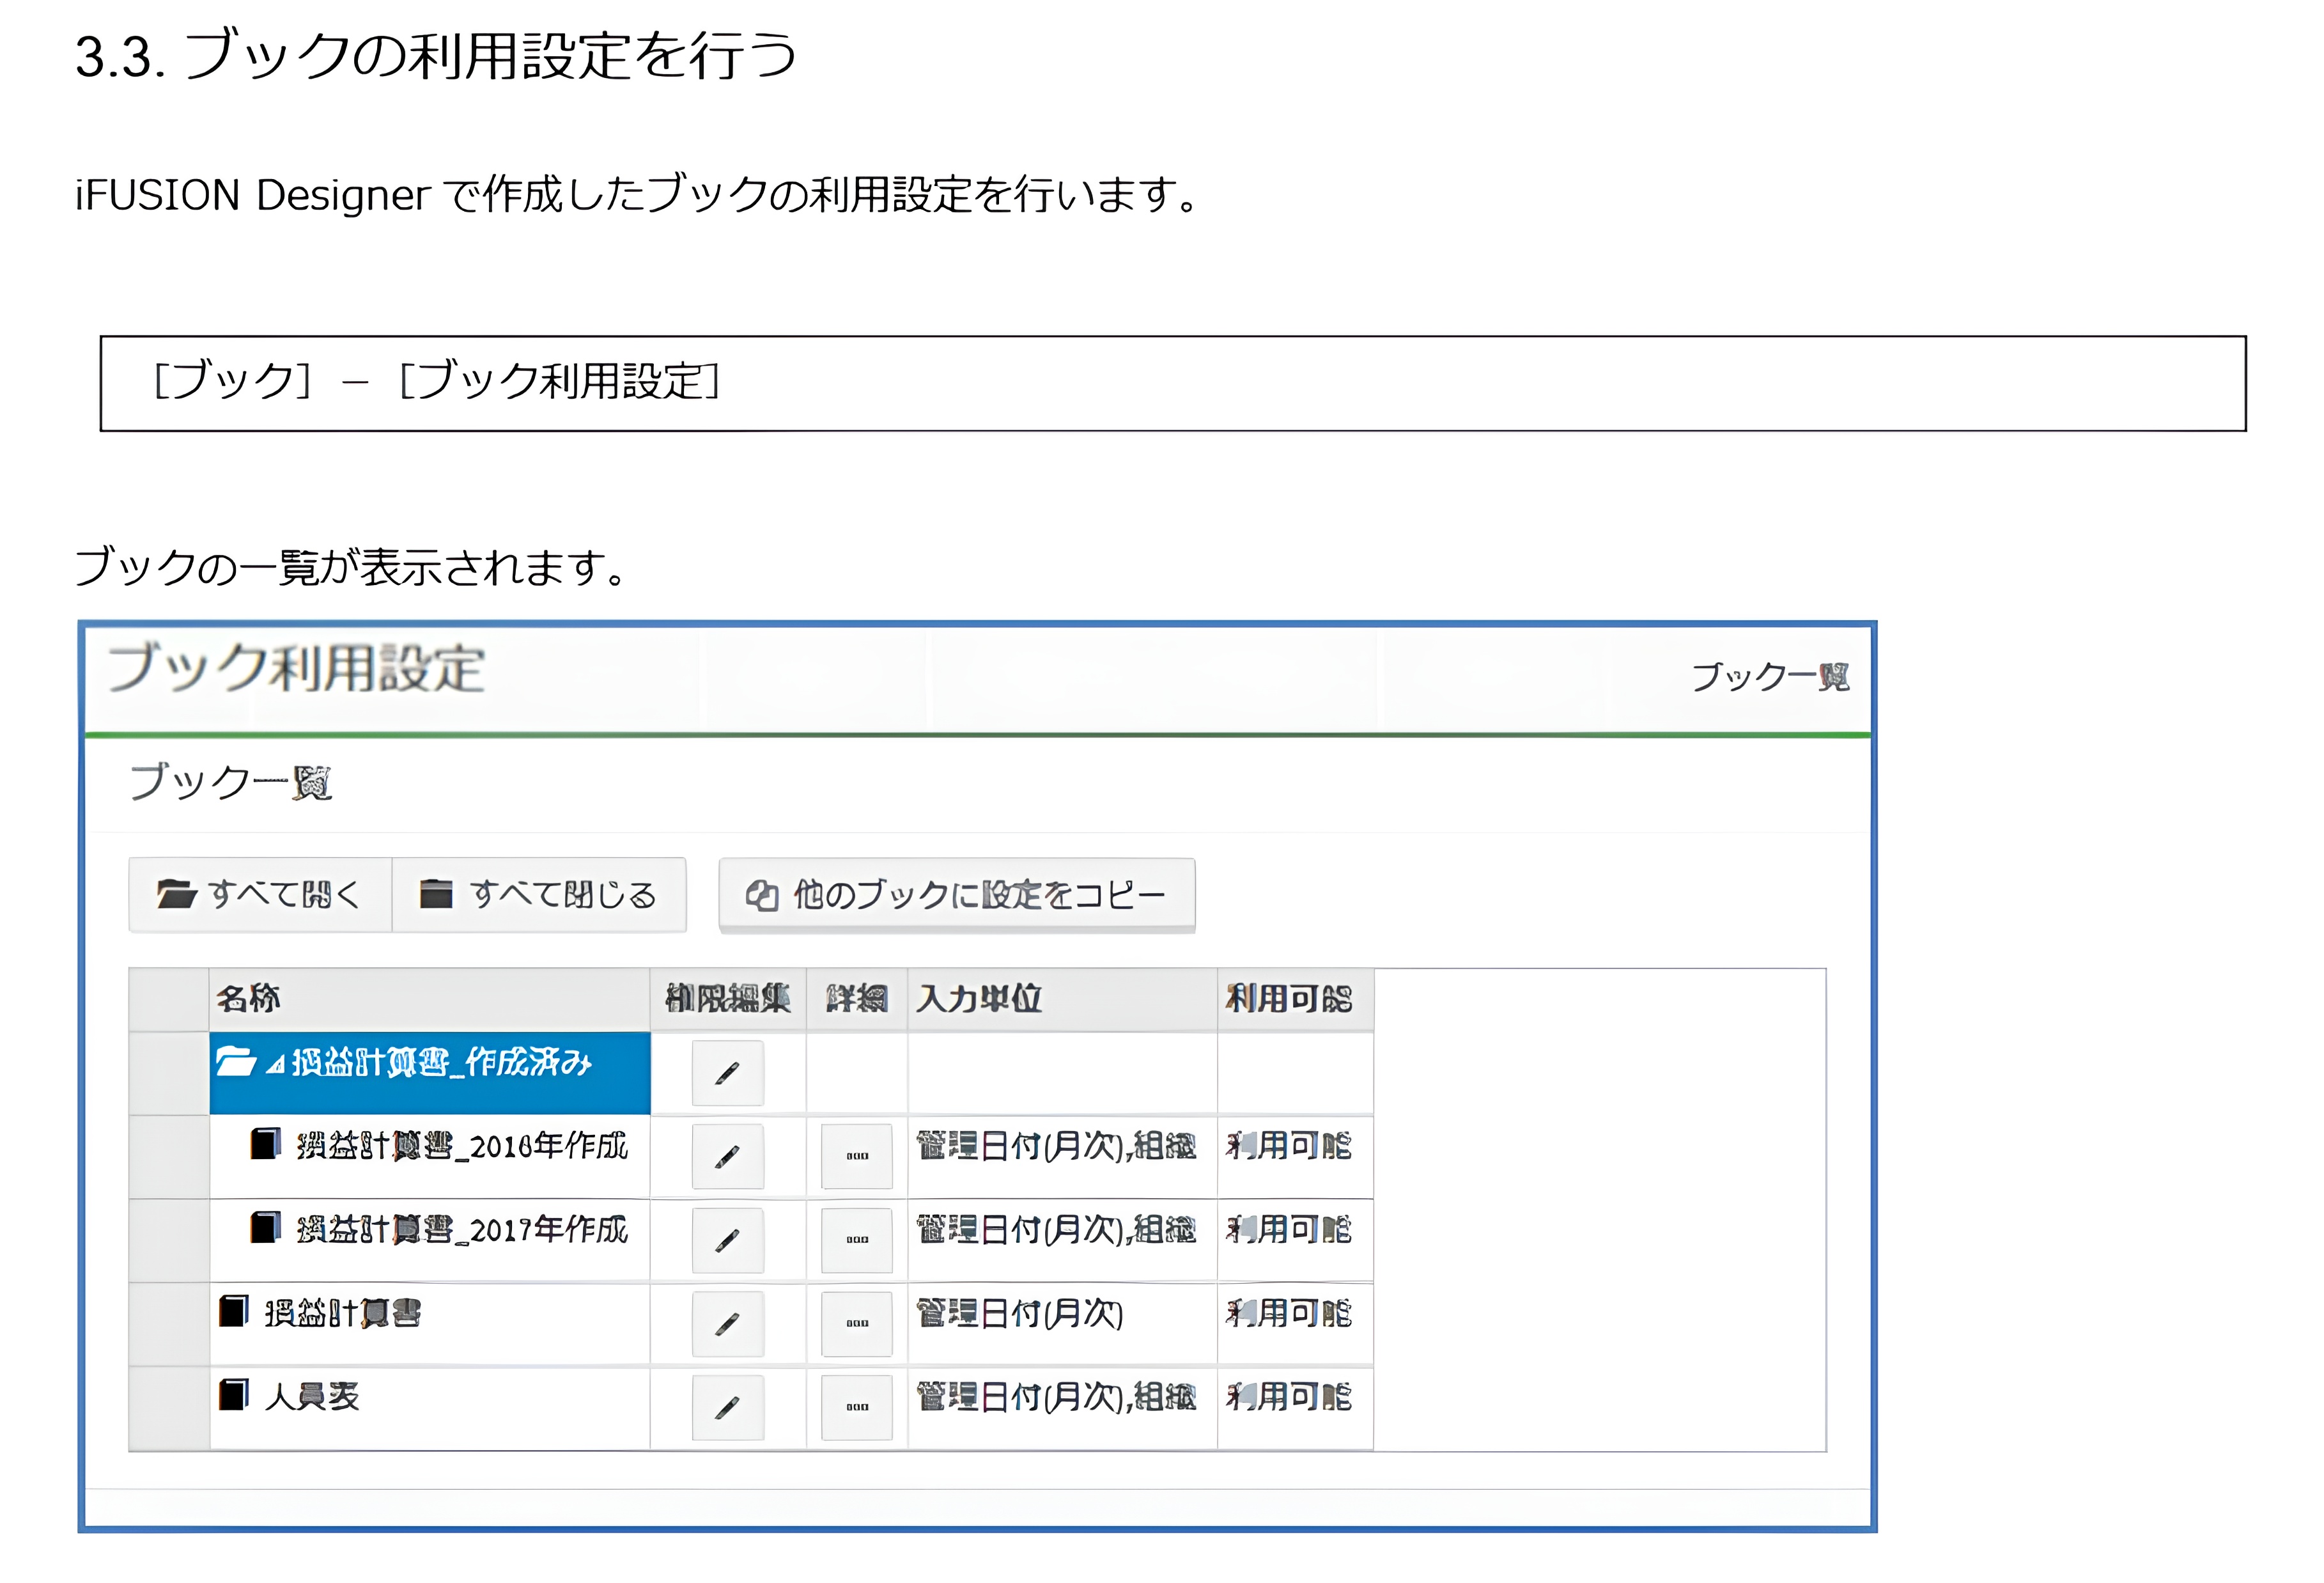 3.3. ブックの利用設定を行う
iFUSION Designer で作成したブックの利用設定を行います。
[ブック] － [ブック利用設定]
ブックの一覧が表示されます。
ブック利用設定
ブック一覧
ブック一覧
すべて開く すべて閉じる 他のブックに設定をコピー
名称 権限編集 詳細 入力単位 利用可能
損益計算書_作成済み
損益計算書_2016年作成 管理日付(月次),組織 利用可能
損益計算書_2017年作成 管理日付(月次),組織 利用可能
損益計算書 管理日付(月次) 利用可能
人員表 管理日付(月次),組織 利用可能